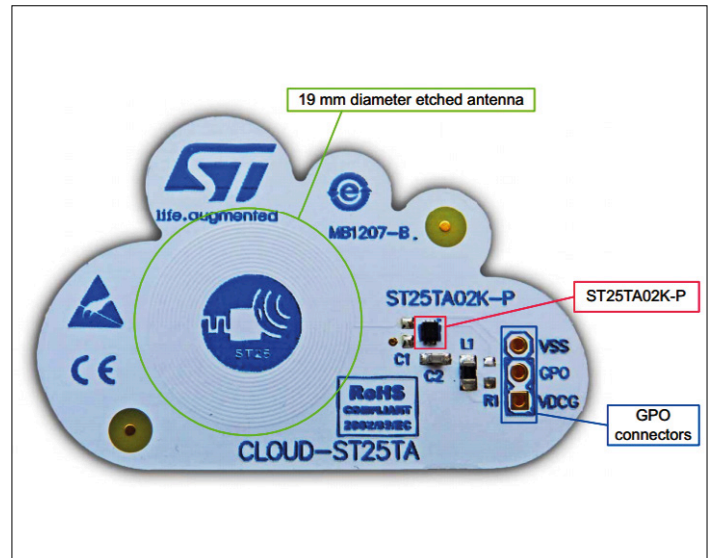 19 mm diameter etched antenna
ST
life.augmented
e
MB1207-B.
ST25TA02K-P
ST25TA02K-P
ST25
C1
C2
L1
R1
VSS
GPO
VDCG
GPO
connectors
CE
RoHS
COMPLIANT
2002/95/EC
CLOUD-ST25TA